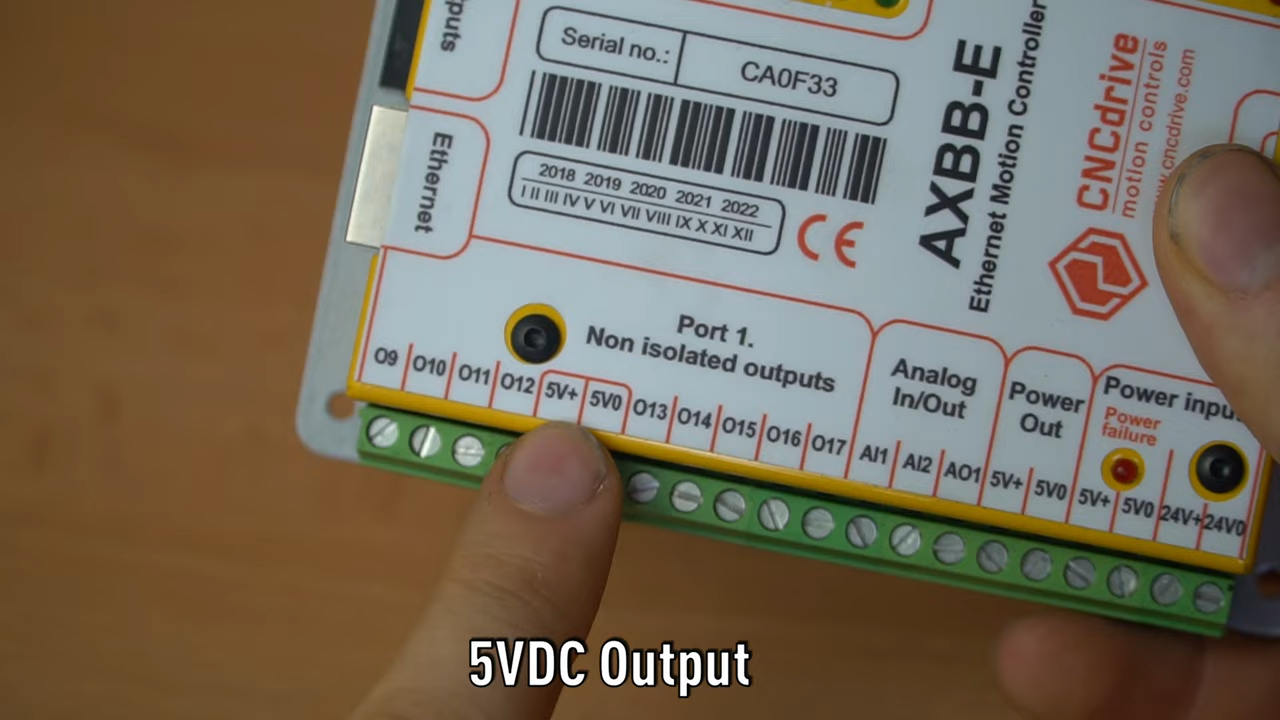 puts
Serial no.: CA0F33
2018 2019 2020 2021 2022
I II III IV V VI VII VIII IX X XI XII
CE
Ethernet
AXBB-E
Ethernet Motion Controller
CNCdrive
motion controls
www.cncdrive.com
Port 1.
Non isolated outputs
Analog
In/Out
Power
Out
Power input
Power
failure
O9 O10 O11 O12 5V+ 5V0 O13 O14 O15 O16 O17 AI1 AI2 AO1 5V+ 5V0 5V+ 5V0 24V+ 24V0
5VDC Output